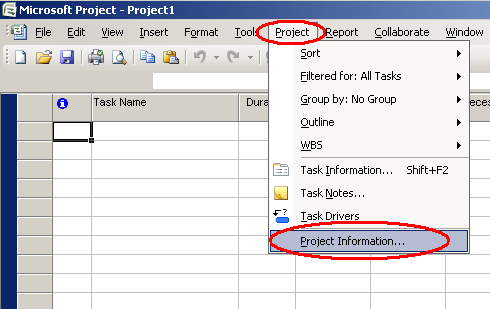 Microsoft Project - Project1
File Edit View Insert Format Tools Project Report Collaborate Window
Sort
Filtered for: All Tasks
Task Name Dura
Group by: No Group
Outline
WBS
Task Information... Shift+F2
Task Notes...
Task Drivers
Project Information...